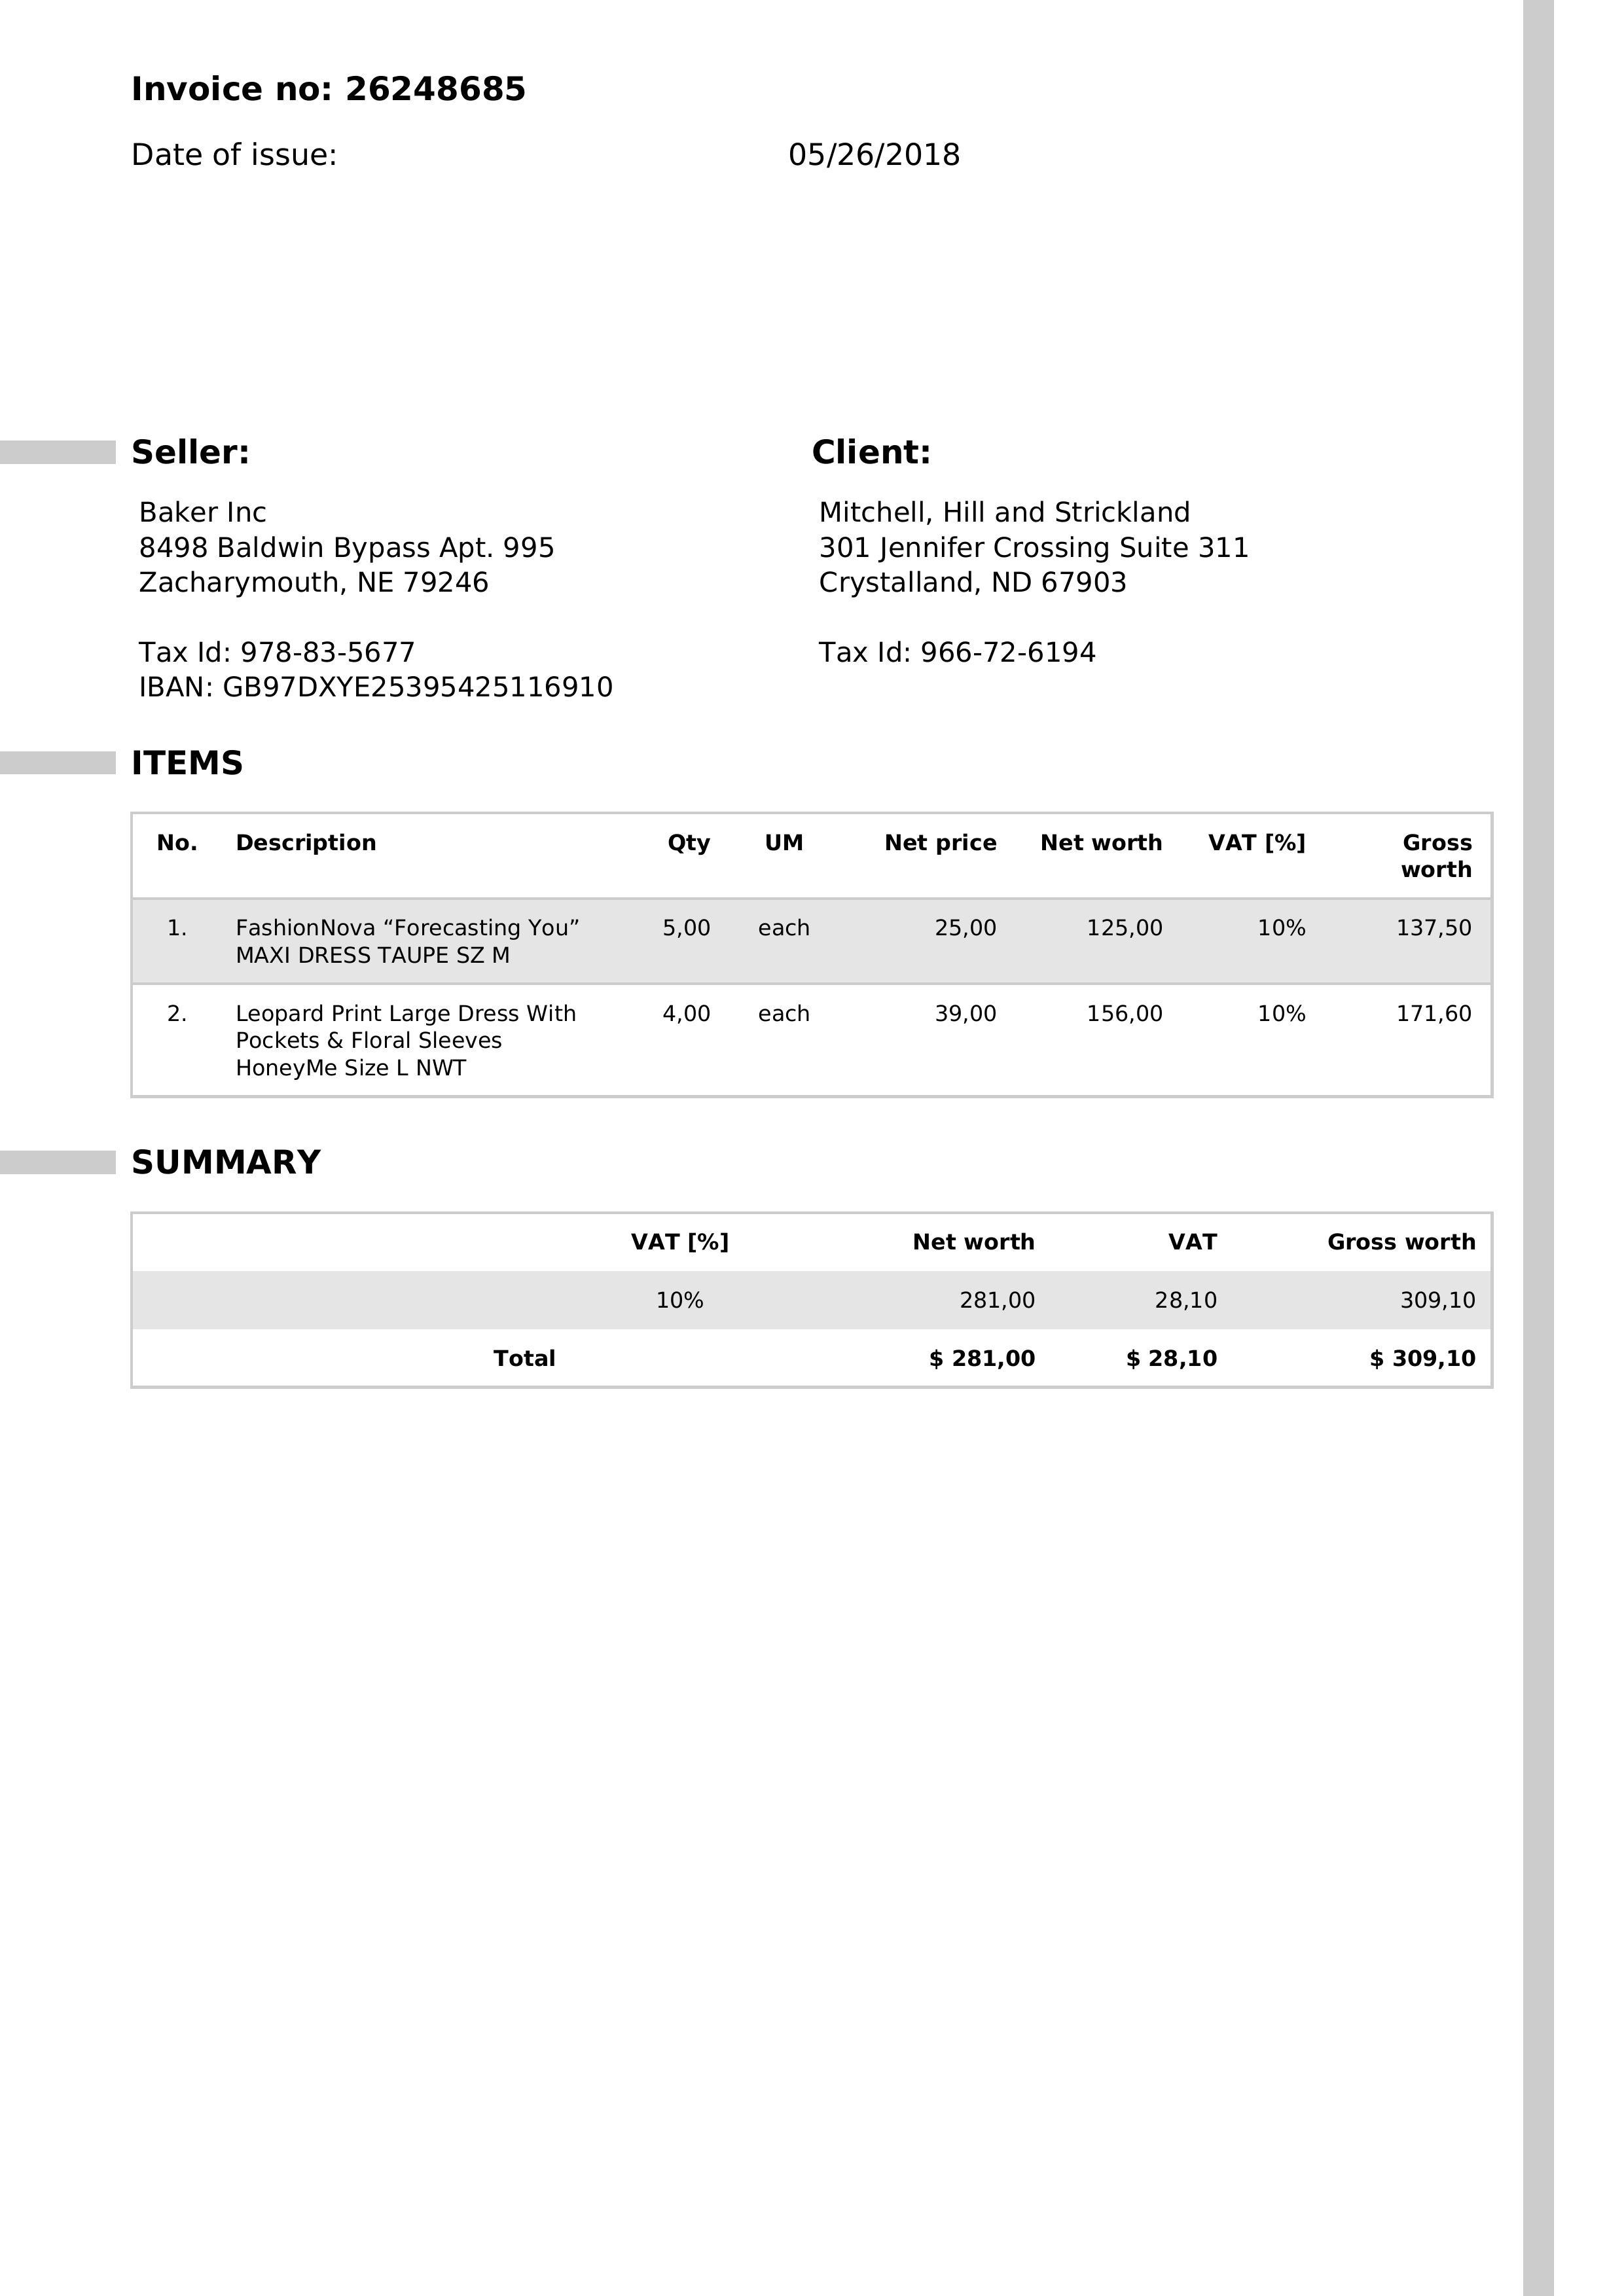 Invoice no: 26248685
Date of issue: 05/26/2018
Seller:
Baker Inc
8498 Baldwin Bypass Apt. 995
Zacharymouth, NE 79246
Tax Id: 978-83-5677
IBAN: GB97DXYE25395425116910
Client:
Mitchell, Hill and Strickland
301 Jennifer Crossing Suite 311
Crystalland, ND 67903
Tax Id: 966-72-6194
ITEMS
No. Description Qty UM Net price Net worth VAT [%] Gross
worth
1. FashionNova “Forecasting You” 5,00 each 25,00 125,00 10% 137,50
MAXI DRESS TAUPE SZ M
2. Leopard Print Large Dress With 4,00 each 39,00 156,00 10% 171,60
Pockets & Floral Sleeves
HoneyMe Size L NWT
SUMMARY
VAT [%] Net worth VAT Gross worth
10% 281,00 28,10 309,10
Total $ 281,00 $ 28,10 $ 309,10